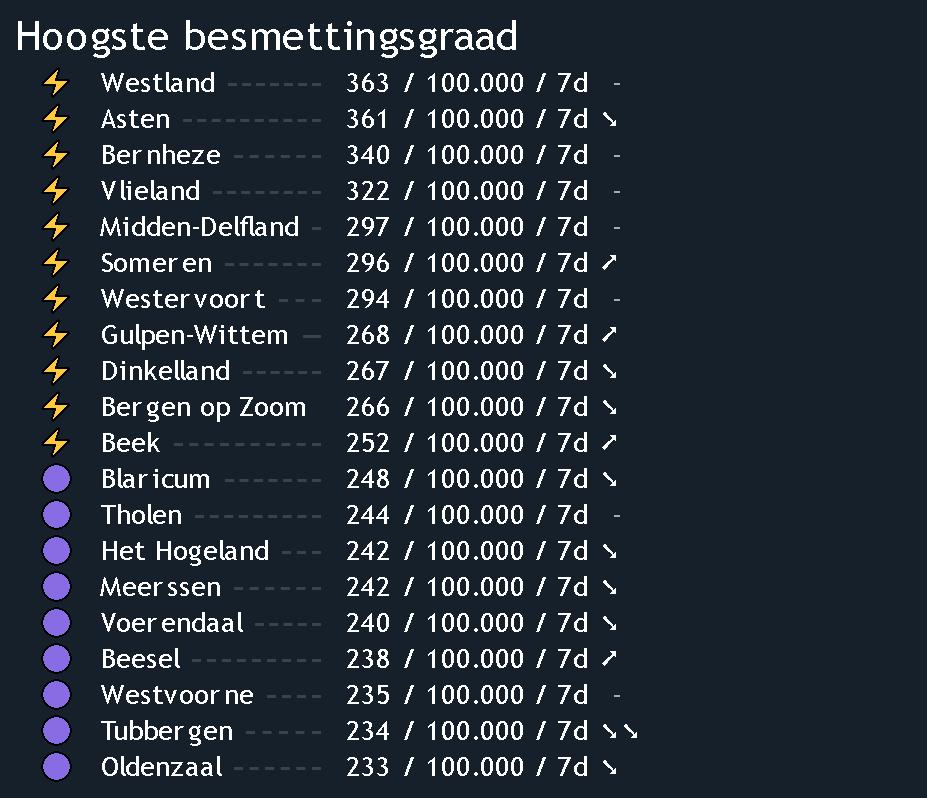 Hoogste besmettingsgraad
⚡ Westland ------- 363 / 100.000 / 7d -
⚡ Asten ---------- 361 / 100.000 / 7d ↘
⚡ Bernheze ------ 340 / 100.000 / 7d -
⚡ Vlieland -------- 322 / 100.000 / 7d -
⚡ Midden-Delfland - 297 / 100.000 / 7d -
⚡ Someren ------- 296 / 100.000 / 7d ↗
⚡ Westervoort --- 294 / 100.000 / 7d -
⚡ Gulpen-Wittem — 268 / 100.000 / 7d ↗
⚡ Dinkelland ------ 267 / 100.000 / 7d ↘
⚡ Bergen op Zoom 266 / 100.000 / 7d ↘
⚡ Beek ---------- 252 / 100.000 / 7d ↗
🟣 Blaricum ------- 248 / 100.000 / 7d ↘
🟣 Tholen --------- 244 / 100.000 / 7d -
🟣 Het Hogeland --- 242 / 100.000 / 7d ↘
🟣 Meerssen ------ 242 / 100.000 / 7d ↘
🟣 Voerendaal ----- 240 / 100.000 / 7d ↘
🟣 Beesel --------- 238 / 100.000 / 7d ↗
🟣 Westvoorne ---- 235 / 100.000 / 7d -
🟣 Tubbergen ----- 234 / 100.000 / 7d ↘↘
🟣 Oldenzaal ------ 233 / 100.000 / 7d ↘